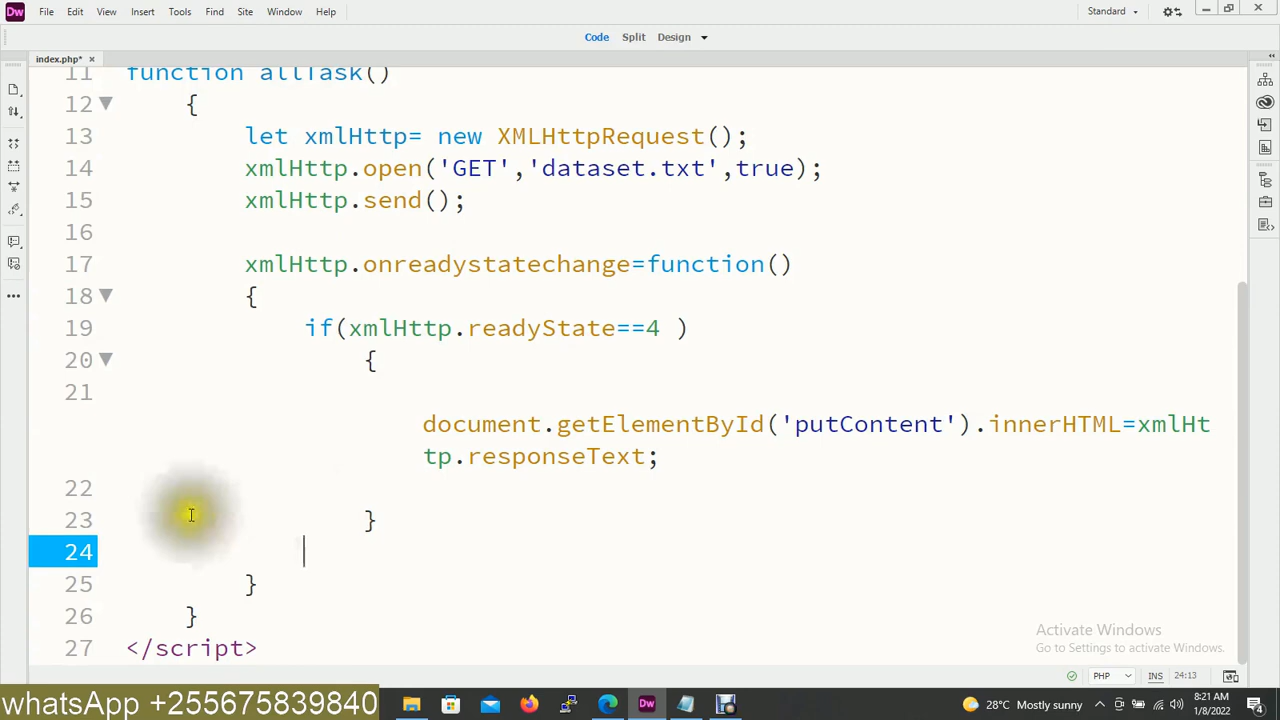 Dw File Edit View Insert Tools Find Site Window Help Standard
Code Split Design
index.php* ×
11 function allTask()
12 {
13 let xmlHttp= new XMLHttpRequest();
14 xmlHttp.open('GET','dataset.txt',true);
15 xmlHttp.send();
16
17 xmlHttp.onreadystatechange=function()
18 {
19 if(xmlHttp.readyState==4 )
20 {
21
document.getElementById('putContent').innerHTML=xmlHt
tp.responseText;
22
23 }
24
25 }
26 }
27 </script>
Activate Windows
Go to Settings to activate Windows.
PHP INS 24:13
whatsApp +255675839840
Dw
28°C Mostly sunny
8:21 AM
1/8/2022
4